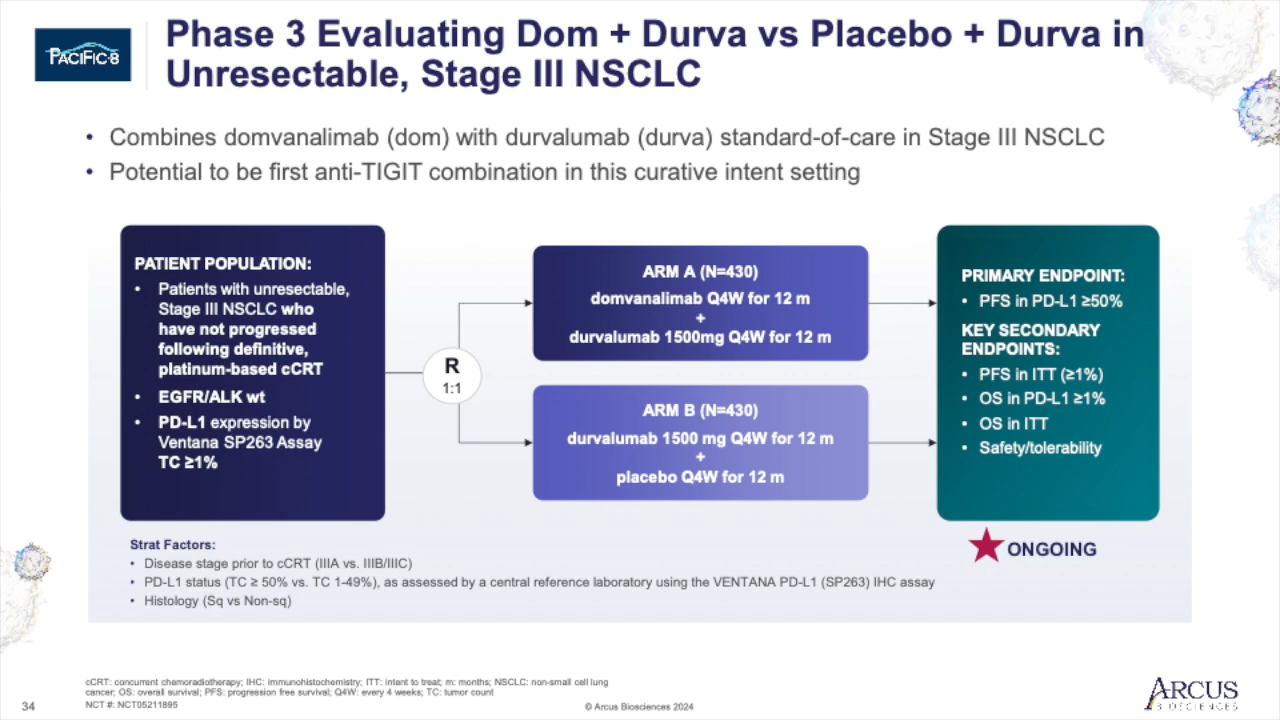 PACIFIC·8
Phase 3 Evaluating Dom + Durva vs Placebo + Durva in
Unresectable, Stage III NSCLC
• Combines domvanalimab (dom) with durvalumab (durva) standard-of-care in Stage III NSCLC
• Potential to be first anti-TIGIT combination in this curative intent setting
PATIENT POPULATION:
• Patients with unresectable,
Stage III NSCLC who
have not progressed
following definitive,
platinum-based cCRT
• EGFR/ALK wt
• PD-L1 expression by
Ventana SP263 Assay
TC ≥1%
R
1:1
ARM A (N=430)
domvanalimab Q4W for 12 m
+
durvalumab 1500mg Q4W for 12 m
ARM B (N=430)
durvalumab 1500 mg Q4W for 12 m
+
placebo Q4W for 12 m
PRIMARY ENDPOINT:
• PFS in PD-L1 ≥50%
KEY SECONDARY
ENDPOINTS:
• PFS in ITT (≥1%)
• OS in PD-L1 ≥1%
• OS in ITT
• Safety/tolerability
ONGOING
Strat Factors:
• Disease stage prior to cCRT (IIIA vs. IIIB/IIIC)
• PD-L1 status (TC ≥ 50% vs. TC 1-49%), as assessed by a central reference laboratory using the VENTANA PD-L1 (SP263) IHC assay
• Histology (Sq vs Non-sq)
cCRT: concurrent chemoradiotherapy; IHC: immunohistochemistry; ITT: intent to treat; m: months; NSCLC: non-small cell lung
cancer; OS: overall survival; PFS: progression free survival; Q4W: every 4 weeks; TC: tumor count
NCT #: NCT05211895
34
© Arcus Biosciences 2024
ARCUS
BIOSCIENCES